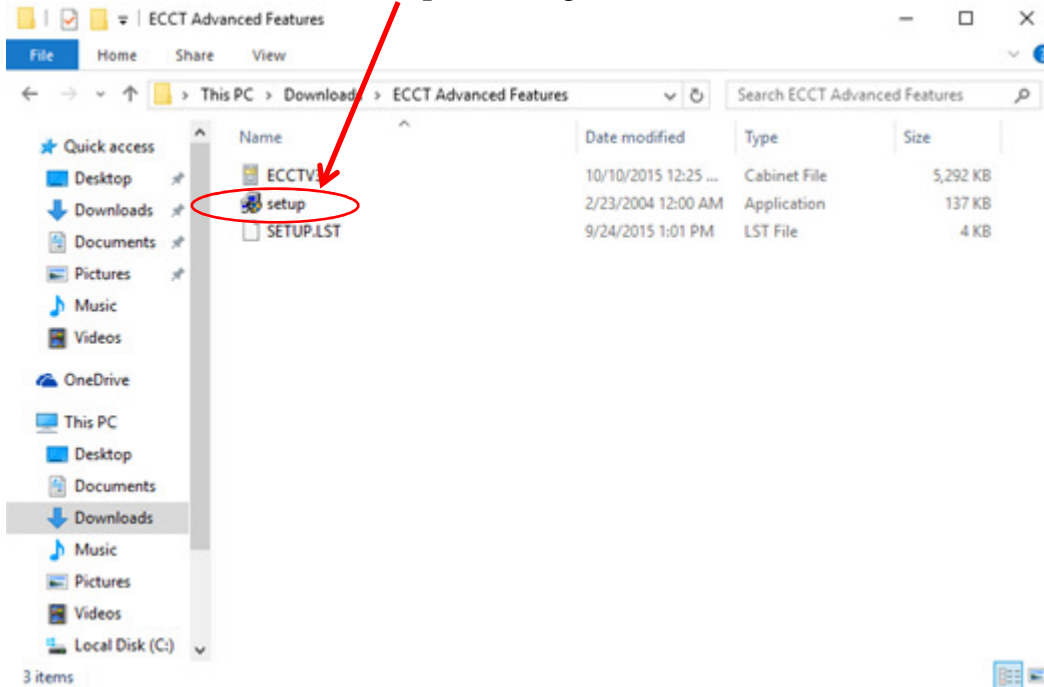 ECCT Advanced Features
File Home Share View
This PC > Downloads > ECCT Advanced Features Search ECCT Advanced Features
Name Date modified Type Size
Quick access
Desktop
Downloads
Documents
Pictures
Music
Videos
OneDrive
This PC
Desktop
Documents
Downloads
Music
Pictures
Videos
Local Disk (C:)
10/10/2015 12:25 ... Cabinet File 5,292 KB
setup 2/23/2004 12:00 AM Application 137 KB
SETUP.LST 9/24/2015 1:01 PM LST File 4 KB
3 items